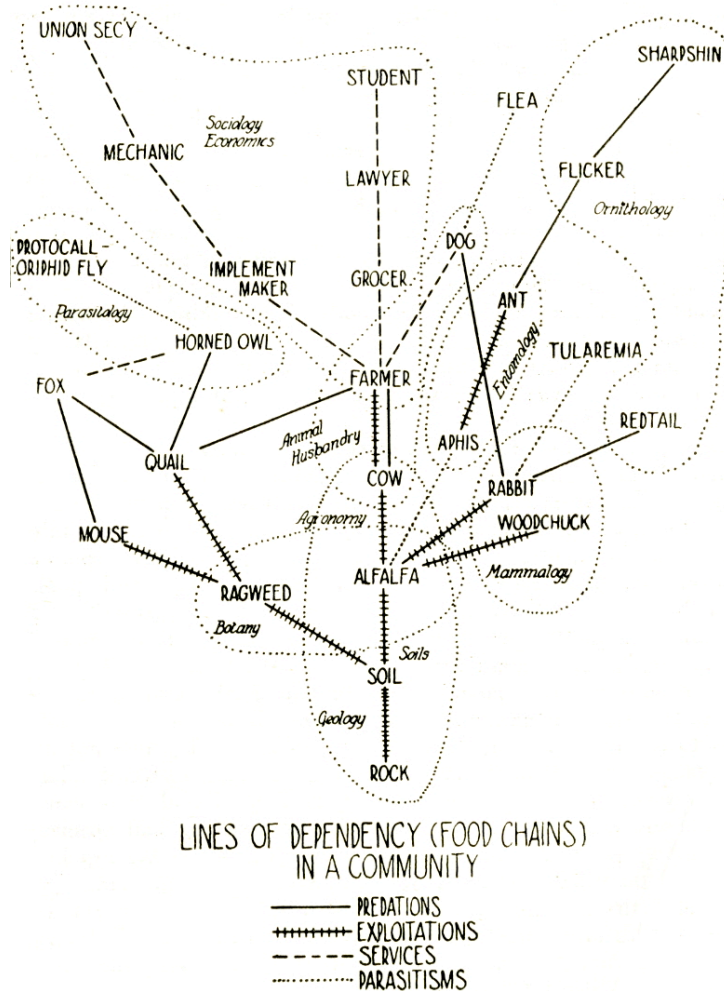 UNION SEC'Y
SHARPSHIN
STUDENT
FLEA
Sociology
Economics
MECHANIC
FLICKER
LAWYER
Ornithology
DOG
PROTOCALL-
ORIPHID FLY
IMPLEMENT
MAKER
GROCER
ANT
Parasitology
HORNED OWL
Entomology
TULAREMIA
FOX
FARMER
REDTAIL
Animal
Husbandry
APHIS
QUAIL
COW
RABBIT
Agronomy
WOODCHUCK
MOUSE
ALFALFA
Mammalogy
RAGWEED
Botany
Soils
SOIL
Geology
ROCK
LINES OF DEPENDENCY (FOOD CHAINS)
IN A COMMUNITY
PREDATIONS
EXPLOITATIONS
SERVICES
PARASITISMS